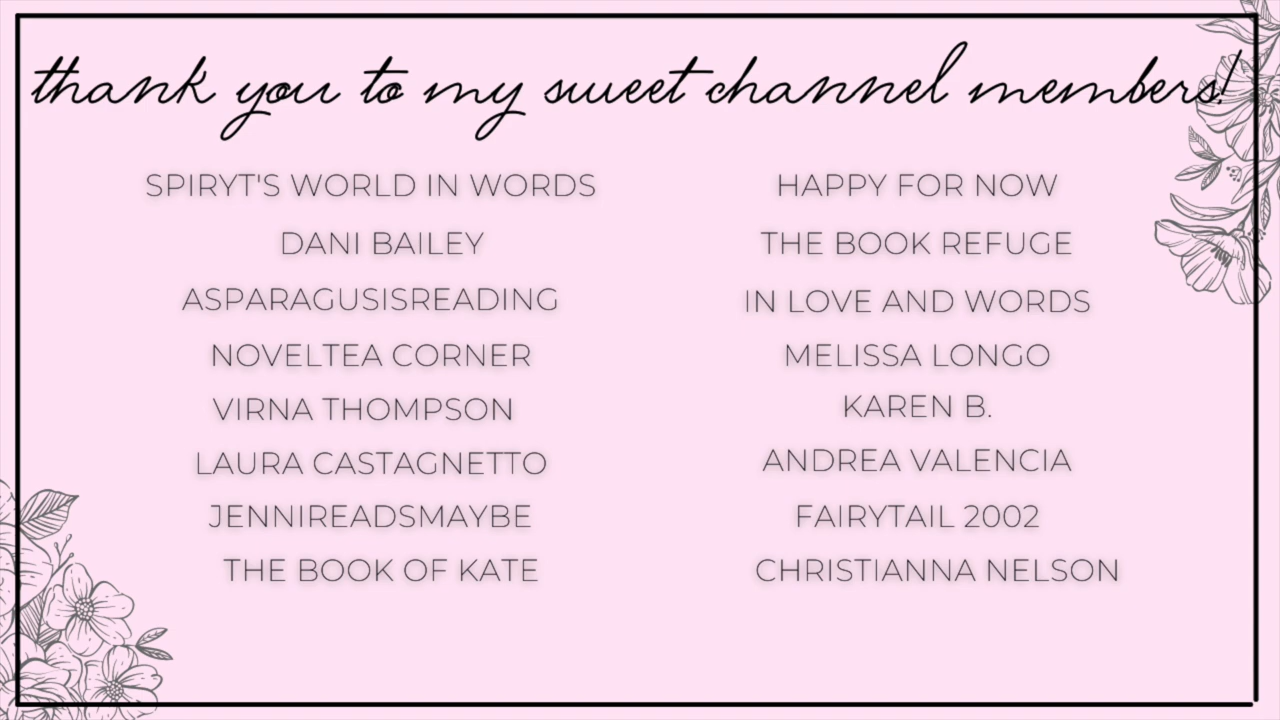 thank you to my sweet channel members!
SPIRYT'S WORLD IN WORDS
DANI BAILEY
ASPARAGUSISREADING
NOVELTEA CORNER
VIRNA THOMPSON
LAURA CASTAGNETTO
JENNIREADSMAYBE
THE BOOK OF KATE
HAPPY FOR NOW
THE BOOK REFUGE
IN LOVE AND WORDS
MELISSA LONGO
KAREN B.
ANDREA VALENCIA
FAIRYTAIL 2002
CHRISTIANNA NELSON